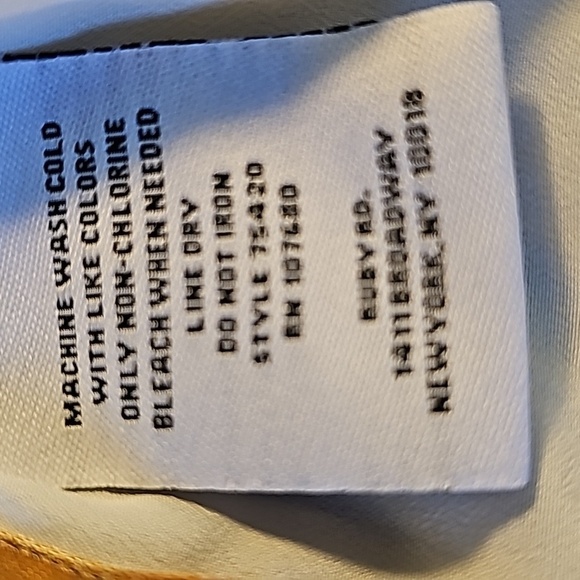 MACHINE WASH COLD
WITH LIKE COLORS
ONLY NON-CHLORINE
BLEACH WHEN NEEDED
LINE DRY
DO NOT IRON
STYLE 75420
RN 107680
RUBY RD.
1411 BROADWAY
NEW YORK, NY 10018